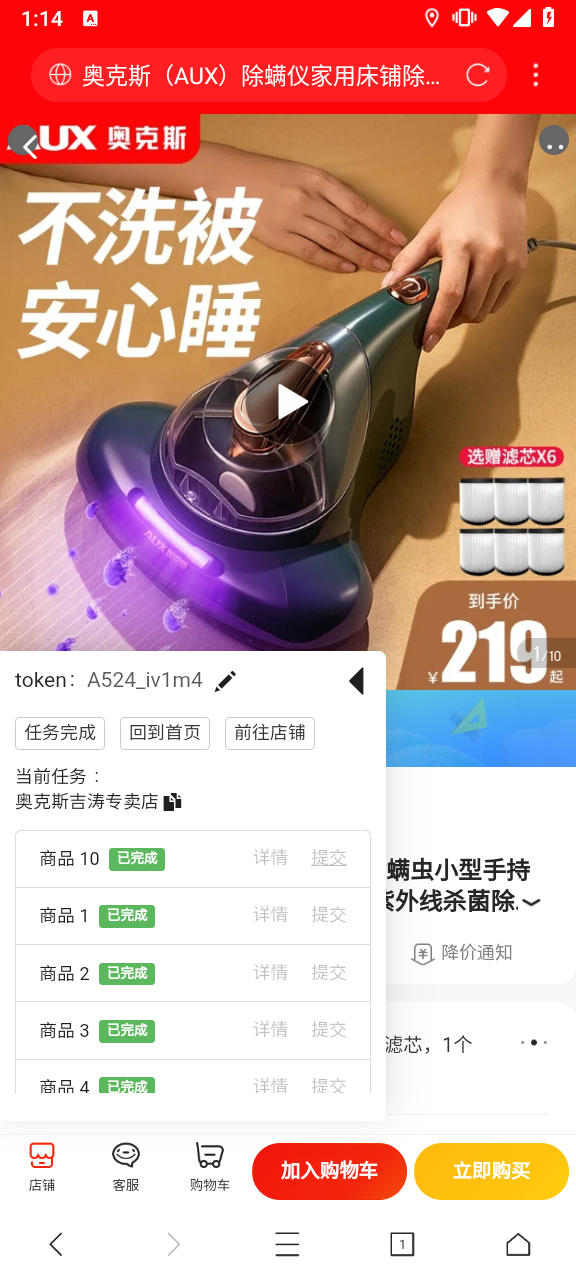 1:14
奥克斯（AUX）除螨仪家用床铺除...
AUX 奥克斯
不洗被
安心睡
选赠滤芯X6
AUX 奥克斯
到手价
¥219起
1/10
token： A524_iv1m4
任务完成 回到首页 前往店铺
当前任务：
奥克斯吉涛专卖店
商品 10 已完成 详情 提交
商品 1 已完成 详情 提交
商品 2 已完成 详情 提交
商品 3 已完成 详情 提交
商品 4 已完成 详情 提交
螨虫小型手持
紫外线杀菌除.
降价通知
滤芯，1个
店铺 客服 购物车 加入购物车 立即购买
1